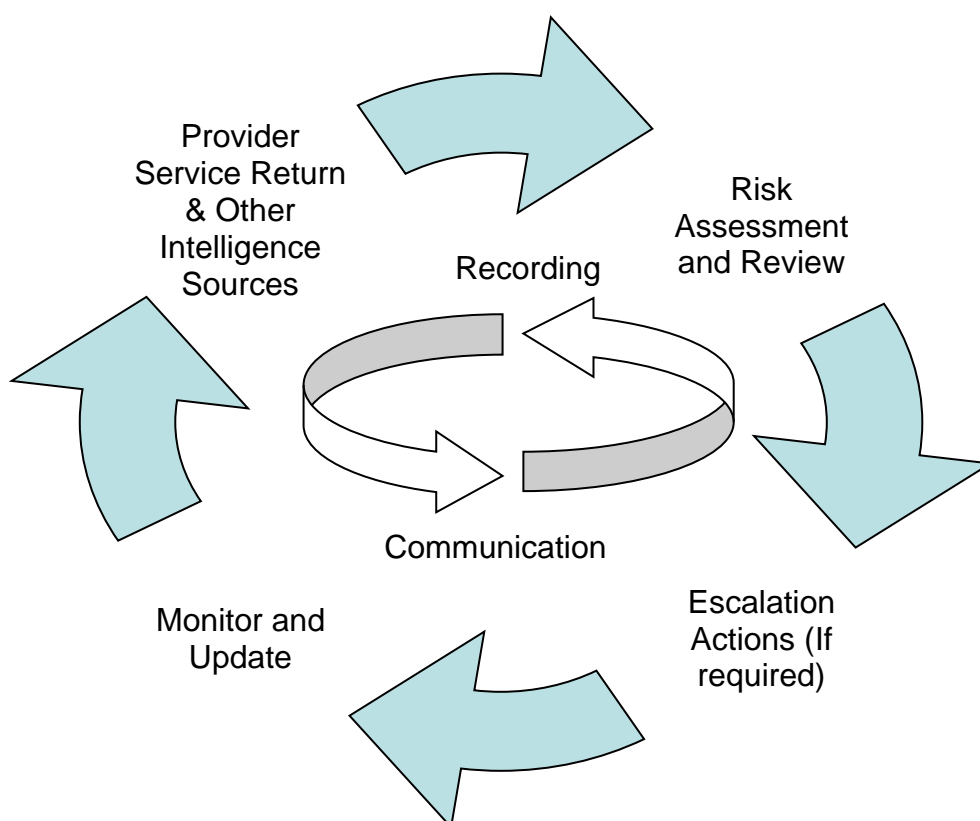 Provider
Service Return
& Other
Intelligence
Sources
Risk
Assessment
and Review
Recording
Communication
Escalation
Actions (If
required)
Monitor and
Update